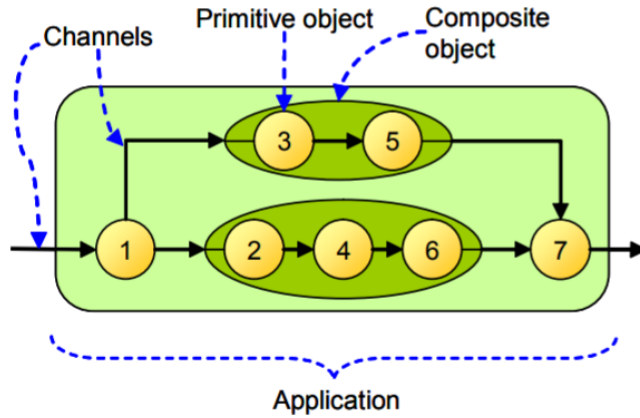 Channels
Primitive object
Composite
object
3
5
1
2
4
6
7
Application